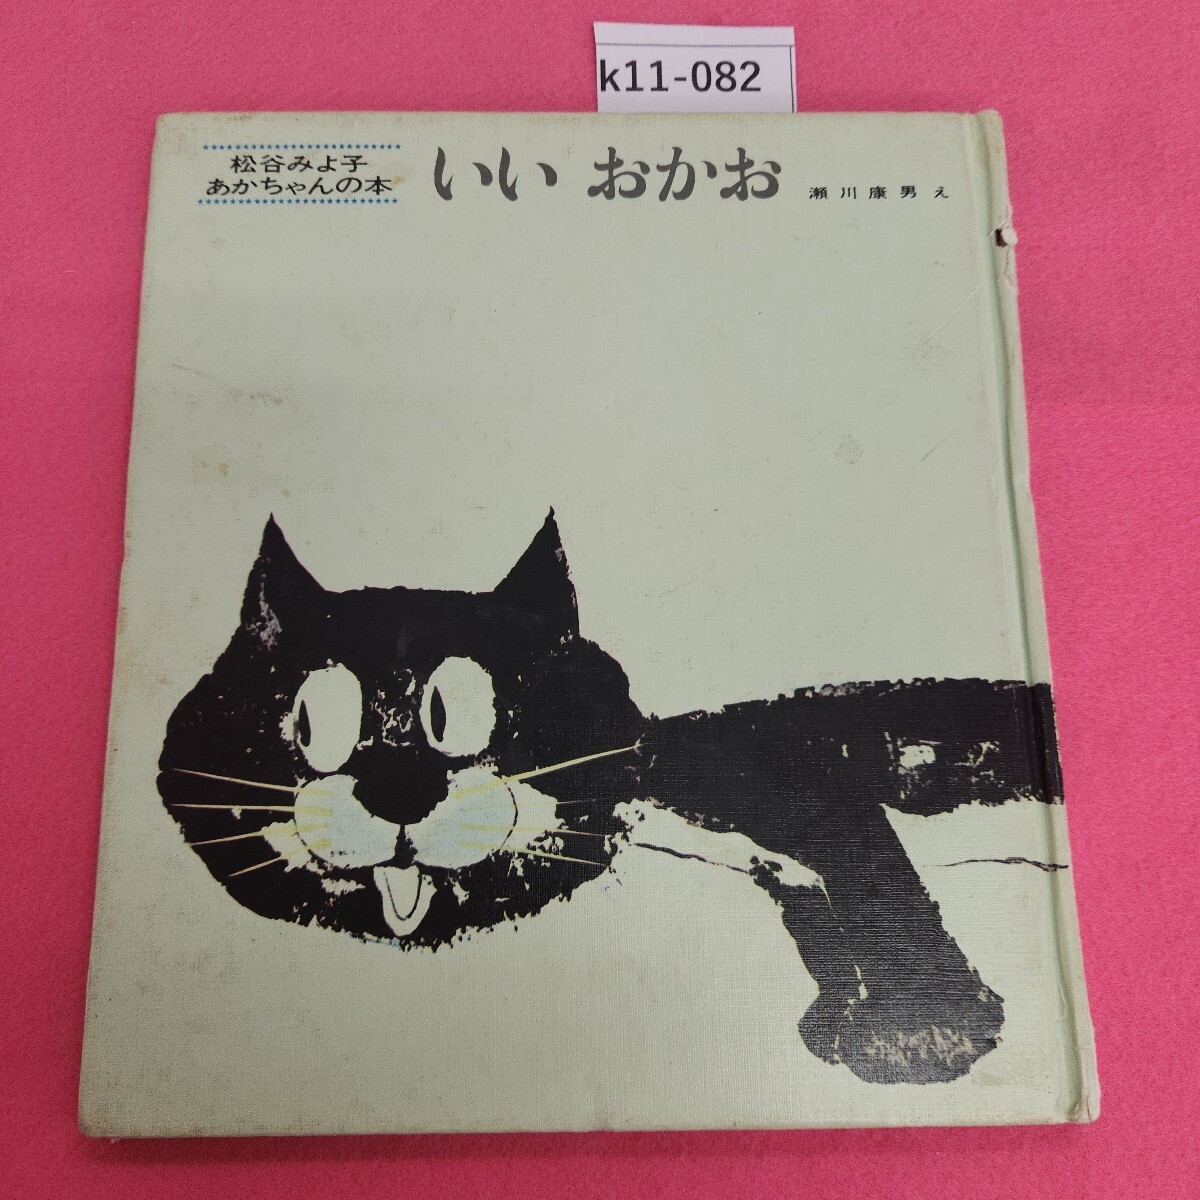 k11-082
松谷みよ子
あかちゃんの本
いい おかお
瀬川康男 え